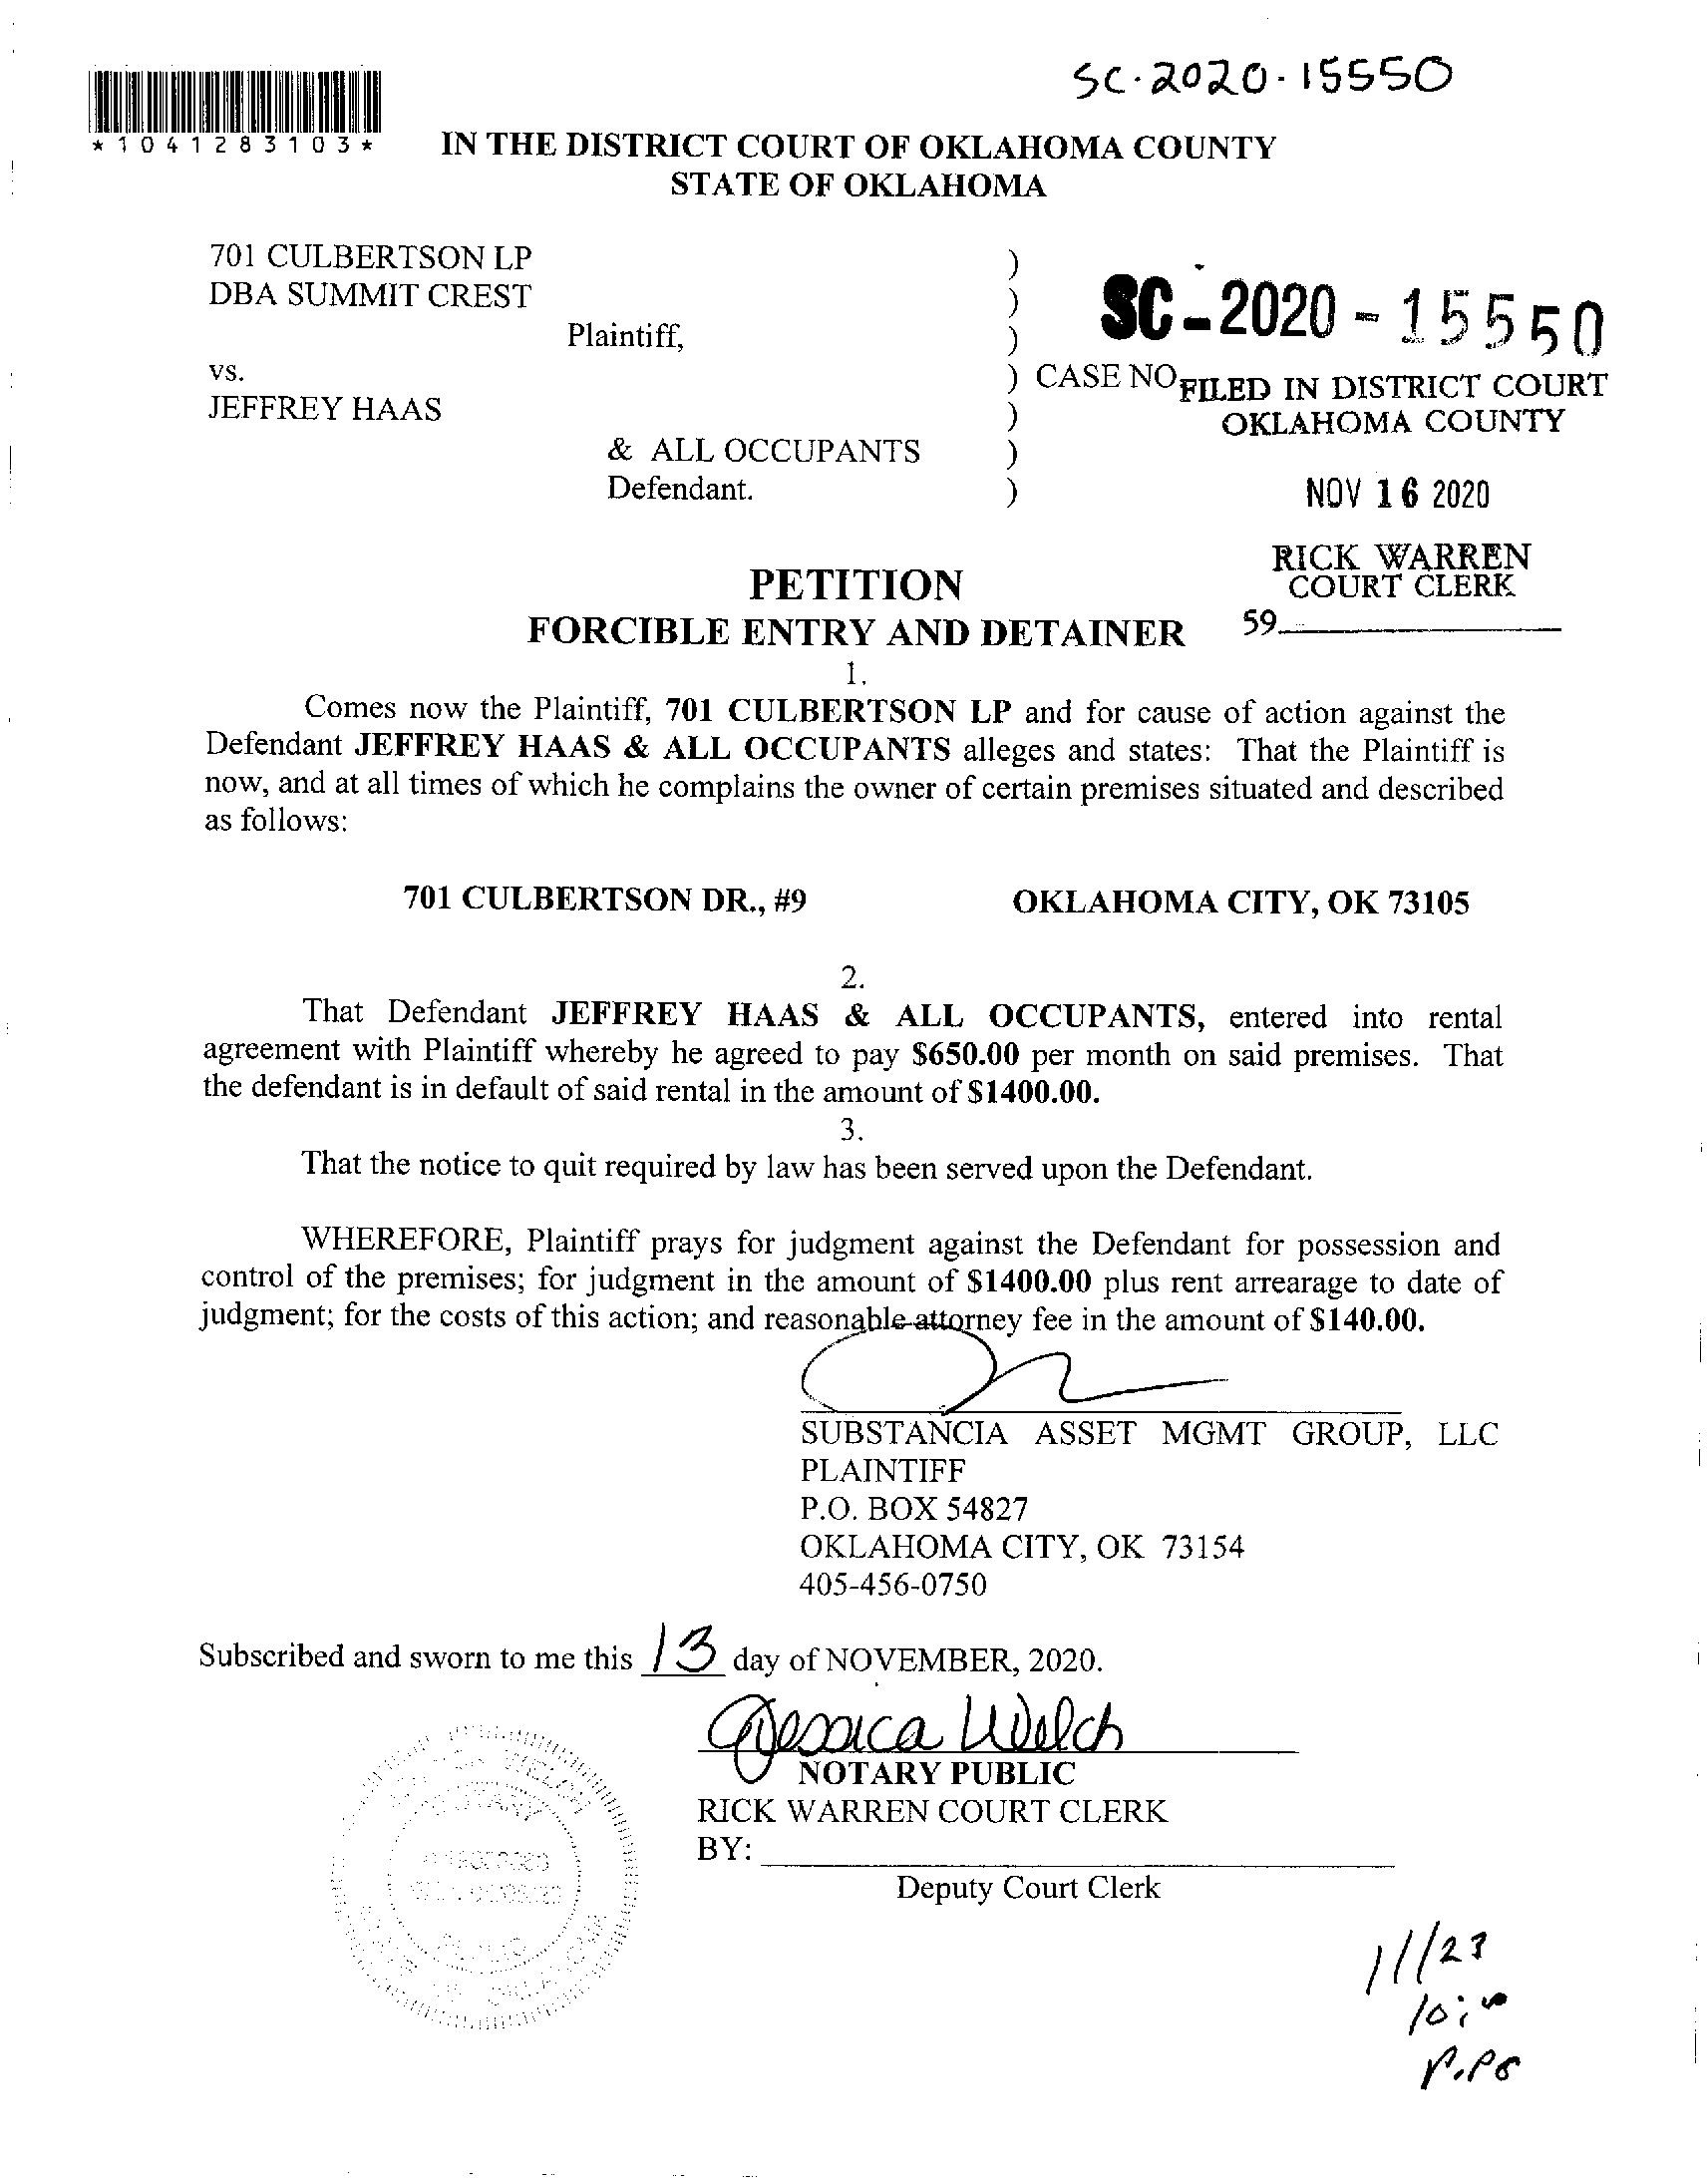 SC-2020-15550
*1041283103*
IN THE DISTRICT COURT OF OKLAHOMA COUNTY
STATE OF OKLAHOMA
701 CULBERTSON LP )
DBA SUMMIT CREST )
Plaintiff, )
SC-2020-15550
vs. ) CASE NO
JEFFREY HAAS )
FILED IN DISTRICT COURT
OKLAHOMA COUNTY
& ALL OCCUPANTS )
Defendant. )
NOV 16 2020
RICK WARREN
COURT CLERK
59
PETITION
FORCIBLE ENTRY AND DETAINER
1.
Comes now the Plaintiff, 701 CULBERTSON LP and for cause of action against the
Defendant JEFFREY HAAS & ALL OCCUPANTS alleges and states: That the Plaintiff is
now, and at all times of which he complains the owner of certain premises situated and described
as follows:
701 CULBERTSON DR., #9 OKLAHOMA CITY, OK 73105
2.
That Defendant JEFFREY HAAS & ALL OCCUPANTS, entered into rental
agreement with Plaintiff whereby he agreed to pay $650.00 per month on said premises. That
the defendant is in default of said rental in the amount of $1400.00.
3.
That the notice to quit required by law has been served upon the Defendant.
WHEREFORE, Plaintiff prays for judgment against the Defendant for possession and
control of the premises; for judgment in the amount of $1400.00 plus rent arrearage to date of
judgment; for the costs of this action; and reasonable attorney fee in the amount of $140.00.
SUBSTANCIA ASSET MGMT GROUP, LLC
PLAINTIFF
P.O. BOX 54827
OKLAHOMA CITY, OK 73154
405-456-0750
Subscribed and sworn to me this 13 day of NOVEMBER, 2020.
Jessica Welch
NOTARY PUBLIC
RICK WARREN COURT CLERK
BY:
Deputy Court Clerk
WELCH
NOTARY
11/23